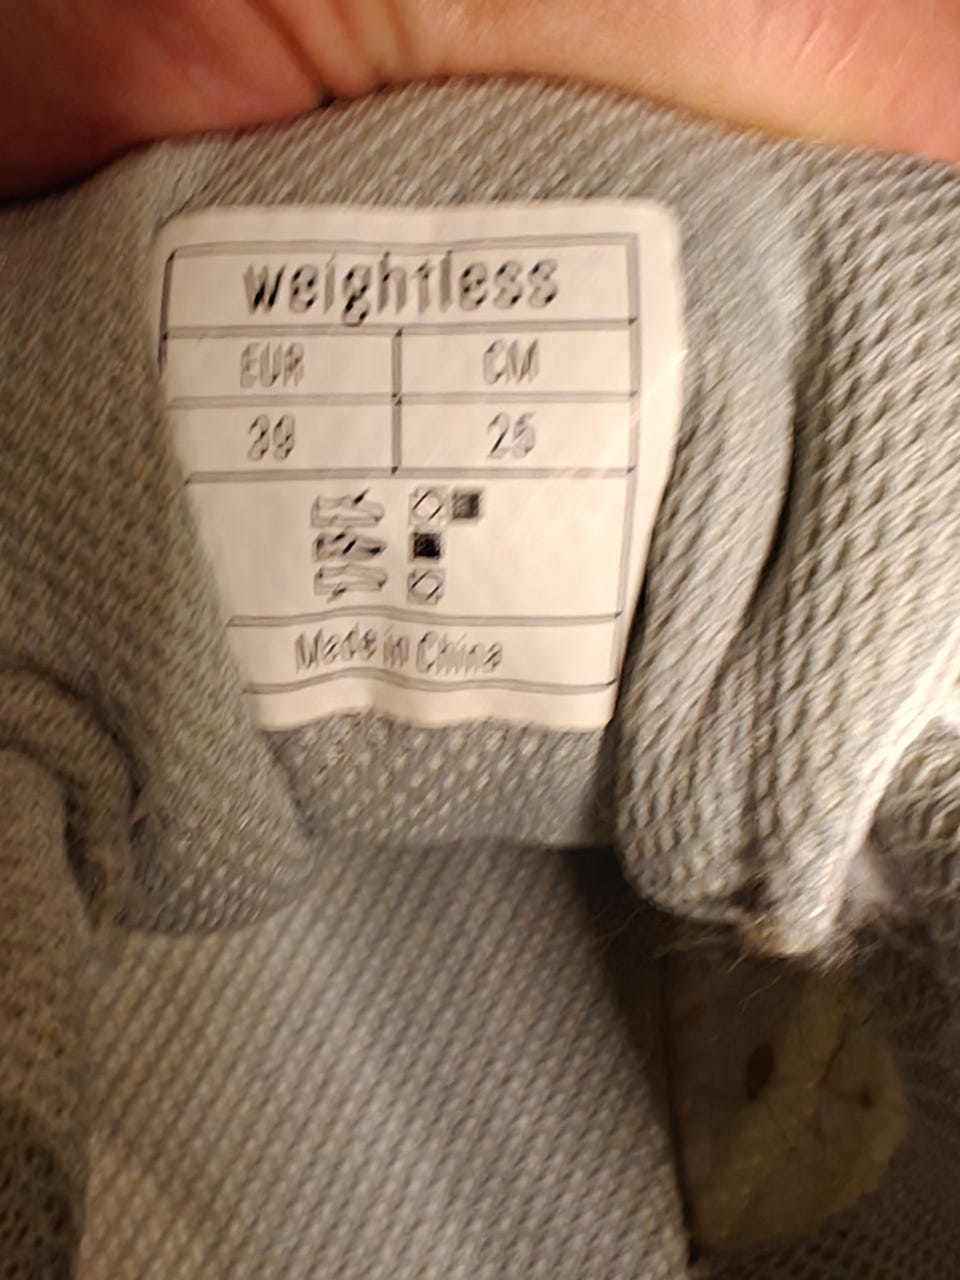 weightless
EUR CM
39 25
Made in China